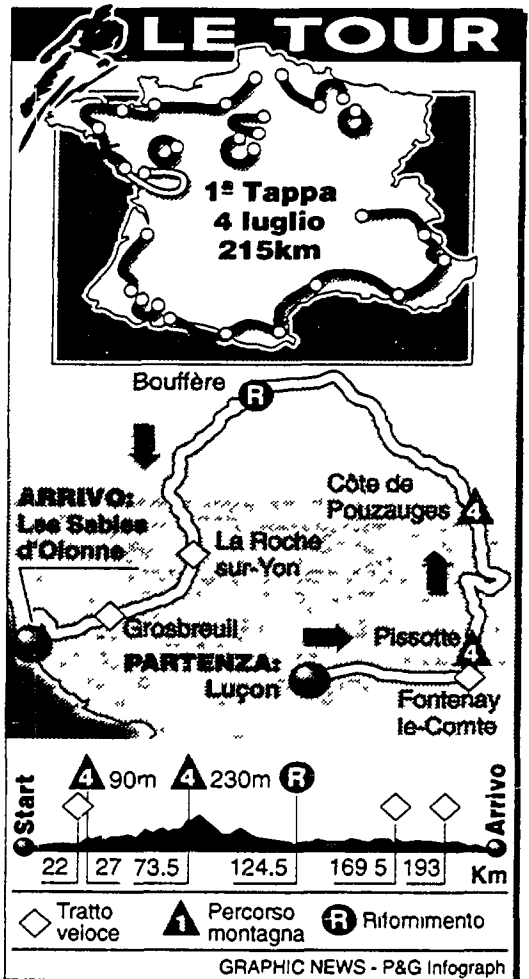 LE TOUR
1ª Tappa
4 luglio
215km
Bouffère
R
ARRIVO:
Les Sables
d'Olonne
Côte de
Pouzauges
4
La Roche
sur-Yon
Grosbreuil
Pissotte
4
PARTENZA:
Luçon
Fontenay
le-Comte
Start
4 90m
4 230m
R
Arrivo
22
27
73.5
124.5
169 5
193
Km
Tratto
veloce
1
Percorso
montagna
R
Rifornimento
GRAPHIC NEWS - P&G Infograph